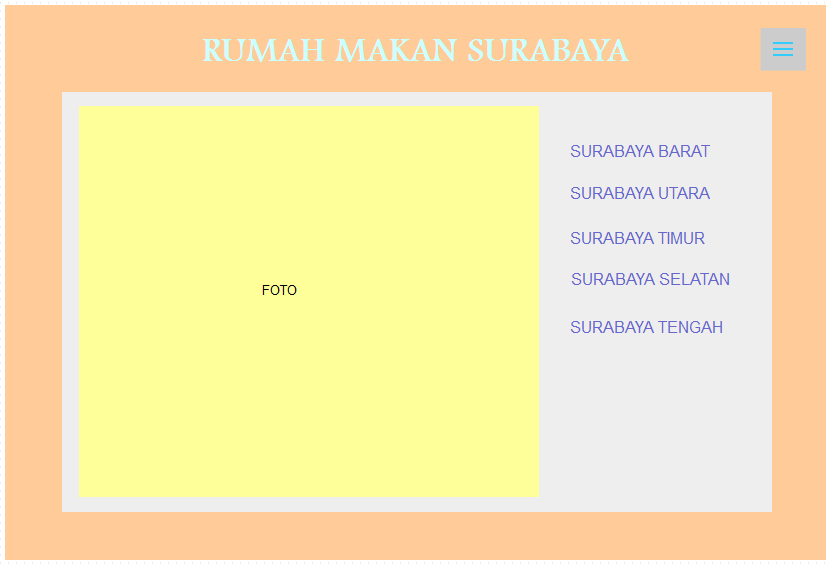 RUMAH MAKAN SURABAYA
FOTO
SURABAYA BARAT
SURABAYA UTARA
SURABAYA TIMUR
SURABAYA SELATAN
SURABAYA TENGAH